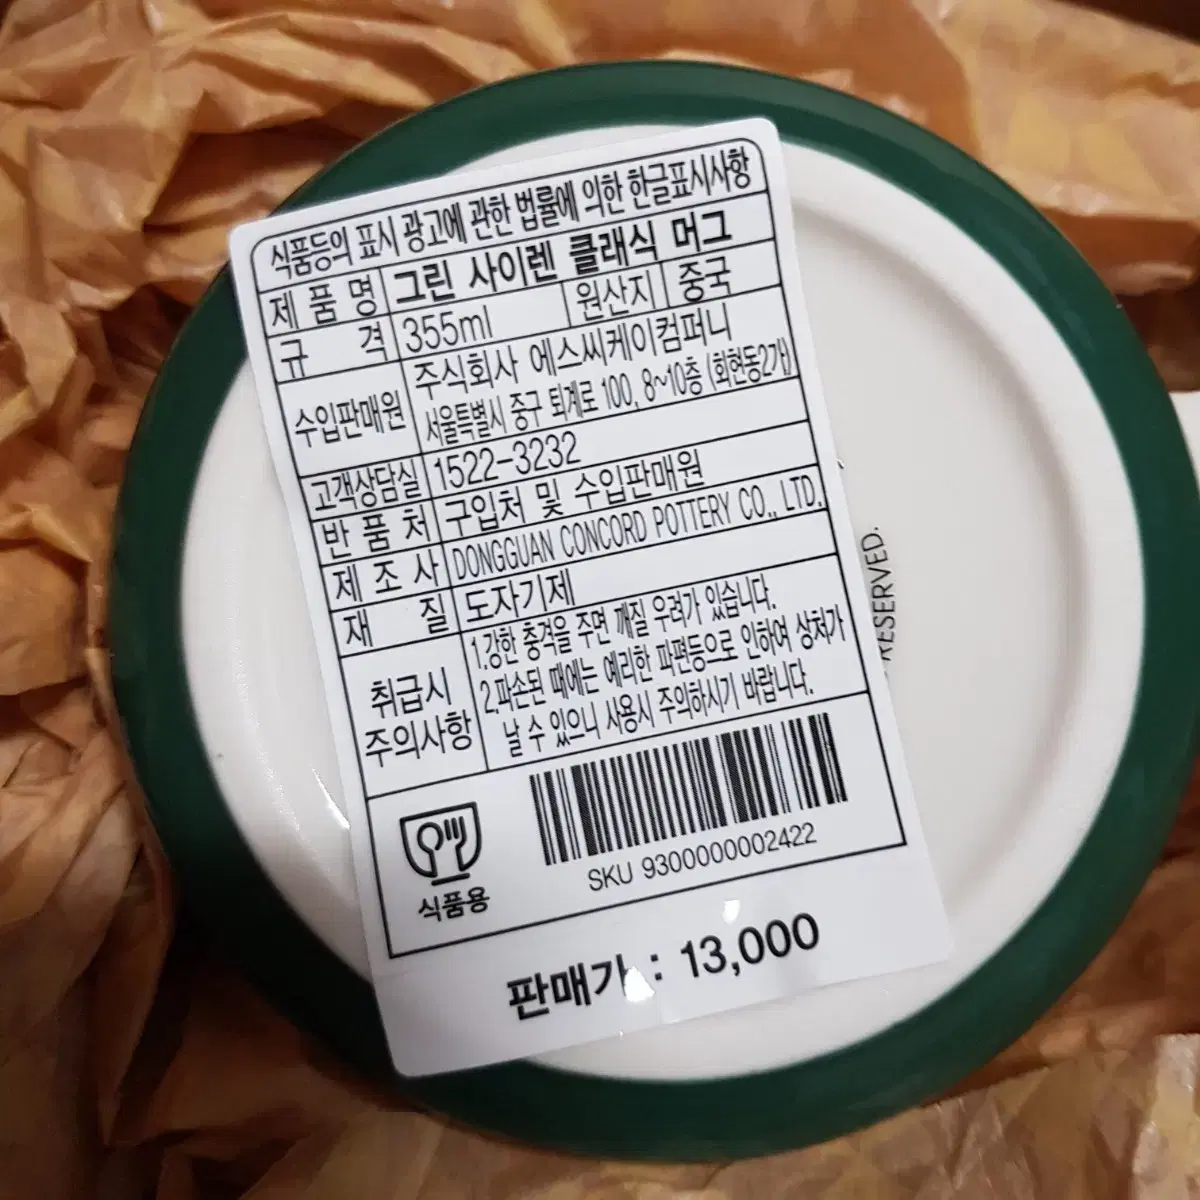 식품등의 표시 광고에 관한 법률에 의한 한글표시사항
제품명 그린 사이렌 클래식 머그
규격 355ml 원산지 중국
수입판매원 주식회사 에스씨케이컴퍼니
서울특별시 중구 퇴계로 100, 8~10층 (회현동2가)
고객상담실 1522-3232
반품처 구입처 및 수입판매원
제조사 DONGGUAN CONCORD POTTERY CO., LTD.
재질 도자기제
취급시 주의사항 1.강한 충격을 주면 깨질 우려가 있습니다.
2.파손된 때에는 예리한 파편등으로 인하여 상처가
날 수 있으니 사용시 주의하시기 바랍니다.
식품용
SKU 9300000002422
판매가 : 13,000
RESERVED.